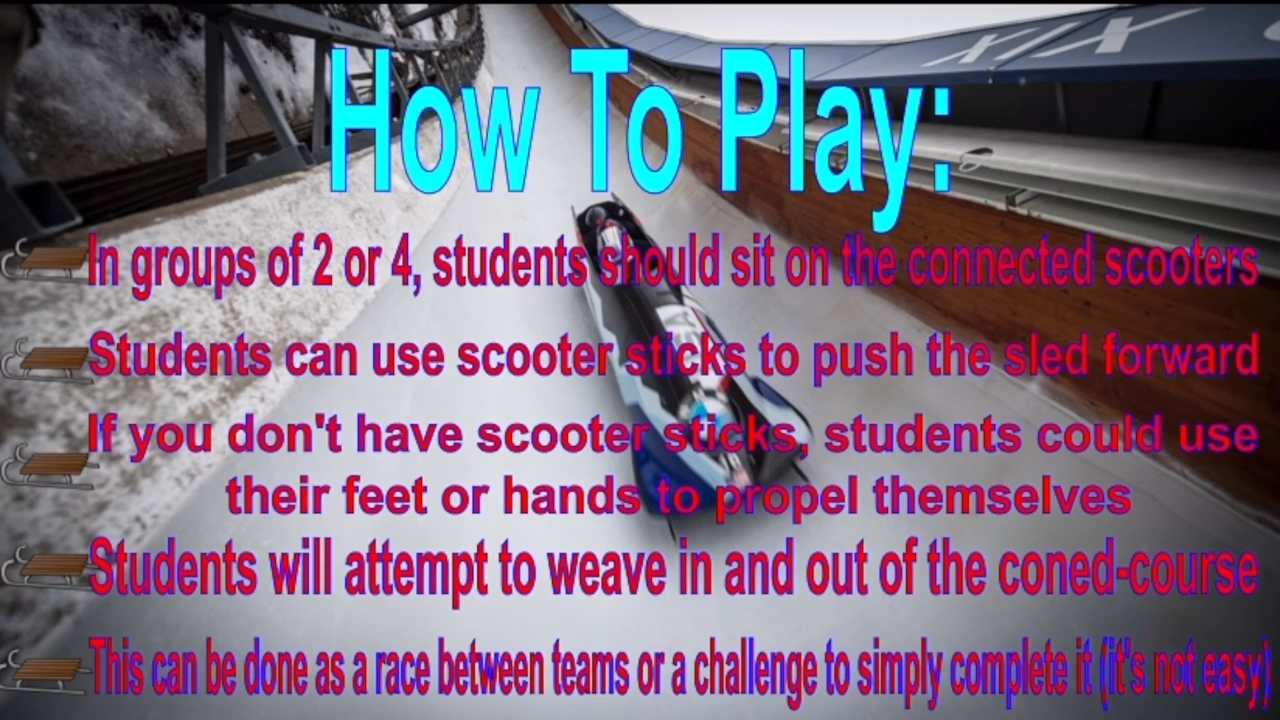 XIX
How To Play:
In groups of 2 or 4, students should sit on the connected scooters
Students can use scooter sticks to push the sled forward
If you don't have scooter sticks, students could use
their feet or hands to propel themselves
Students will attempt to weave in and out of the coned-course
This can be done as a race between teams or a challenge to simply complete it (it's not easy)